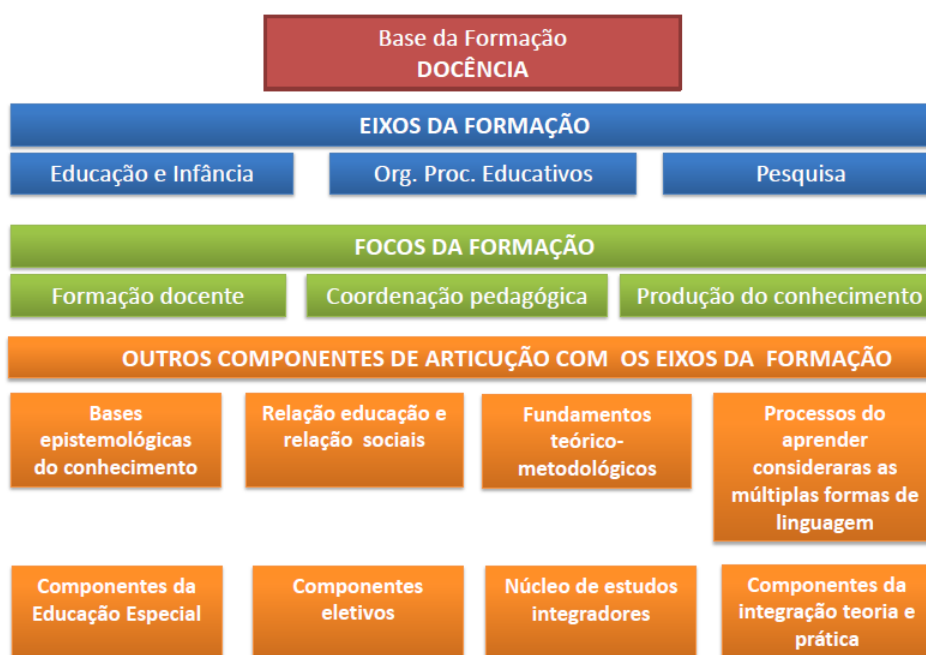 Base da Formação
DOCÊNCIA
EIXOS DA FORMAÇÃO
Educação e Infância
Org. Proc. Educativos
Pesquisa
FOCOS DA FORMAÇÃO
Formação docente
Coordenação pedagógica
Produção do conhecimento
OUTROS COMPONENTES DE ARTICUÇÃO COM OS EIXOS DA FORMAÇÃO
Bases
epistemológicas
do conhecimento
Relação educação e
relação sociais
Fundamentos
teórico-
metodológicos
Processos do
aprender
consideraras as
múltiplas formas de
linguagem
Componentes da
Educação Especial
Componentes
eletivos
Núcleo de estudos
integradores
Componentes da
integração teoria e
prática